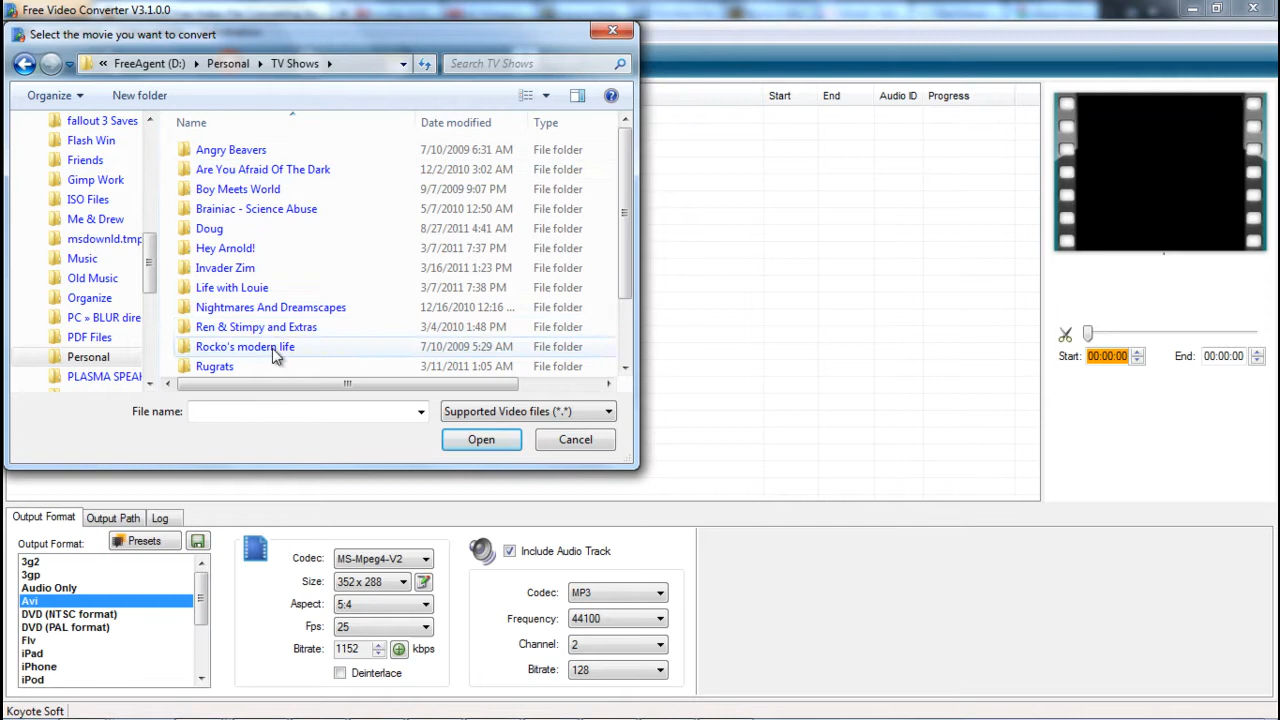 Free Video Converter V3.1.0.0
Select the movie you want to convert
« FreeAgent (D:) Personal TV Shows
Search TV Shows
Organize New folder
fallout 3 Saves
Flash Win
Friends
Gimp Work
ISO Files
Me & Drew
msdownld.tmp
Music
Old Music
Organize
PC » BLUR dire
PDF Files
Personal
PLASMA SPEAK
Name Date modified Type
Angry Beavers 7/10/2009 6:31 AM File folder
Are You Afraid Of The Dark 12/2/2010 3:02 AM File folder
Boy Meets World 9/7/2009 9:07 PM File folder
Brainiac - Science Abuse 5/7/2010 12:50 AM File folder
Doug 8/27/2011 4:41 AM File folder
Hey Arnold! 3/7/2011 7:37 PM File folder
Invader Zim 3/16/2011 1:23 PM File folder
Life with Louie 3/7/2011 7:38 PM File folder
Nightmares And Dreamscapes 12/16/2010 12:16 ... File folder
Ren & Stimpy and Extras 3/4/2010 1:48 PM File folder
Rocko's modern life 7/10/2009 5:29 AM File folder
Rugrats 3/11/2011 1:05 AM File folder
File name: Supported Video files (*.*)
Open Cancel
Start End Audio ID Progress
Start: 00:00:00 End: 00:00:00
Output Format Output Path Log
Output Format: Presets
3g2
3gp
Audio Only
Avi
DVD (NTSC format)
DVD (PAL format)
Flv
iPad
iPhone
iPod
Codec: MS-Mpeg4-V2
Size: 352 x 288
Aspect: 5:4
Fps: 25
Bitrate: 1152 kbps
Deinterlace
Include Audio Track
Codec: MP3
Frequency: 44100
Channel: 2
Bitrate: 128
Koyote Soft